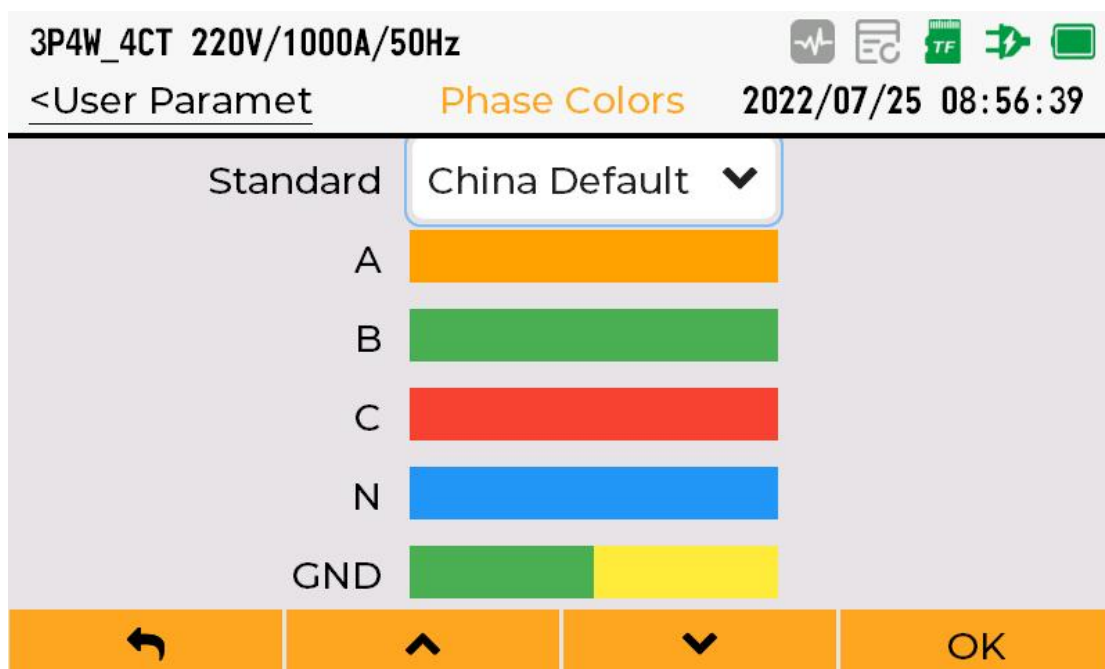 3P4W_4CT 220V/1000A/50Hz
TF
<User Paramet Phase Colors 2022/07/25 08:56:39
Standard China Default
A
B
C
N
GND
OK